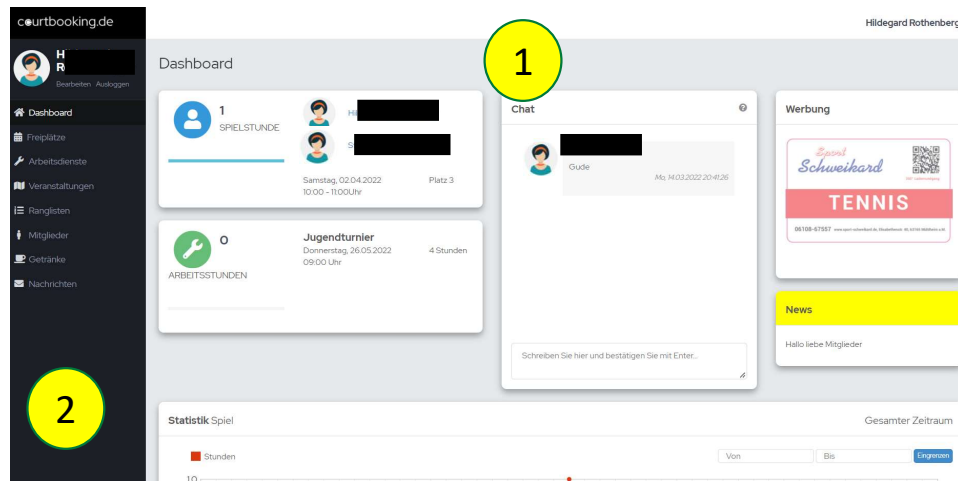 courtbooking.de
Hildegard Rothenberg
H
R
Bearbeiten Ausloggen
Dashboard
Freiplätze
Arbeitsdienste
Veranstaltungen
Ranglisten
Mitglieder
Getränke
Nachrichten
2
Dashboard
1
1
SPIELSTUNDE
Samstag, 02.04.2022
10:00 - 11:00Uhr
Platz 3
0
ARBEITSSTUNDEN
Jugendturnier
Donnerstag, 26.05.2022
09:00 Uhr
4 Stunden
Chat
Gude
Mo, 14.03.2022 20:41:26
Schreiben Sie hier und bestätigen Sie mit Enter...
Werbung
Sport
Schweikard
TENNIS
06108-67557
News
Hallo liebe Mitglieder
Statistik Spiel
Gesamter Zeitraum
Stunden
Von
Bis
Eingrenzen
10